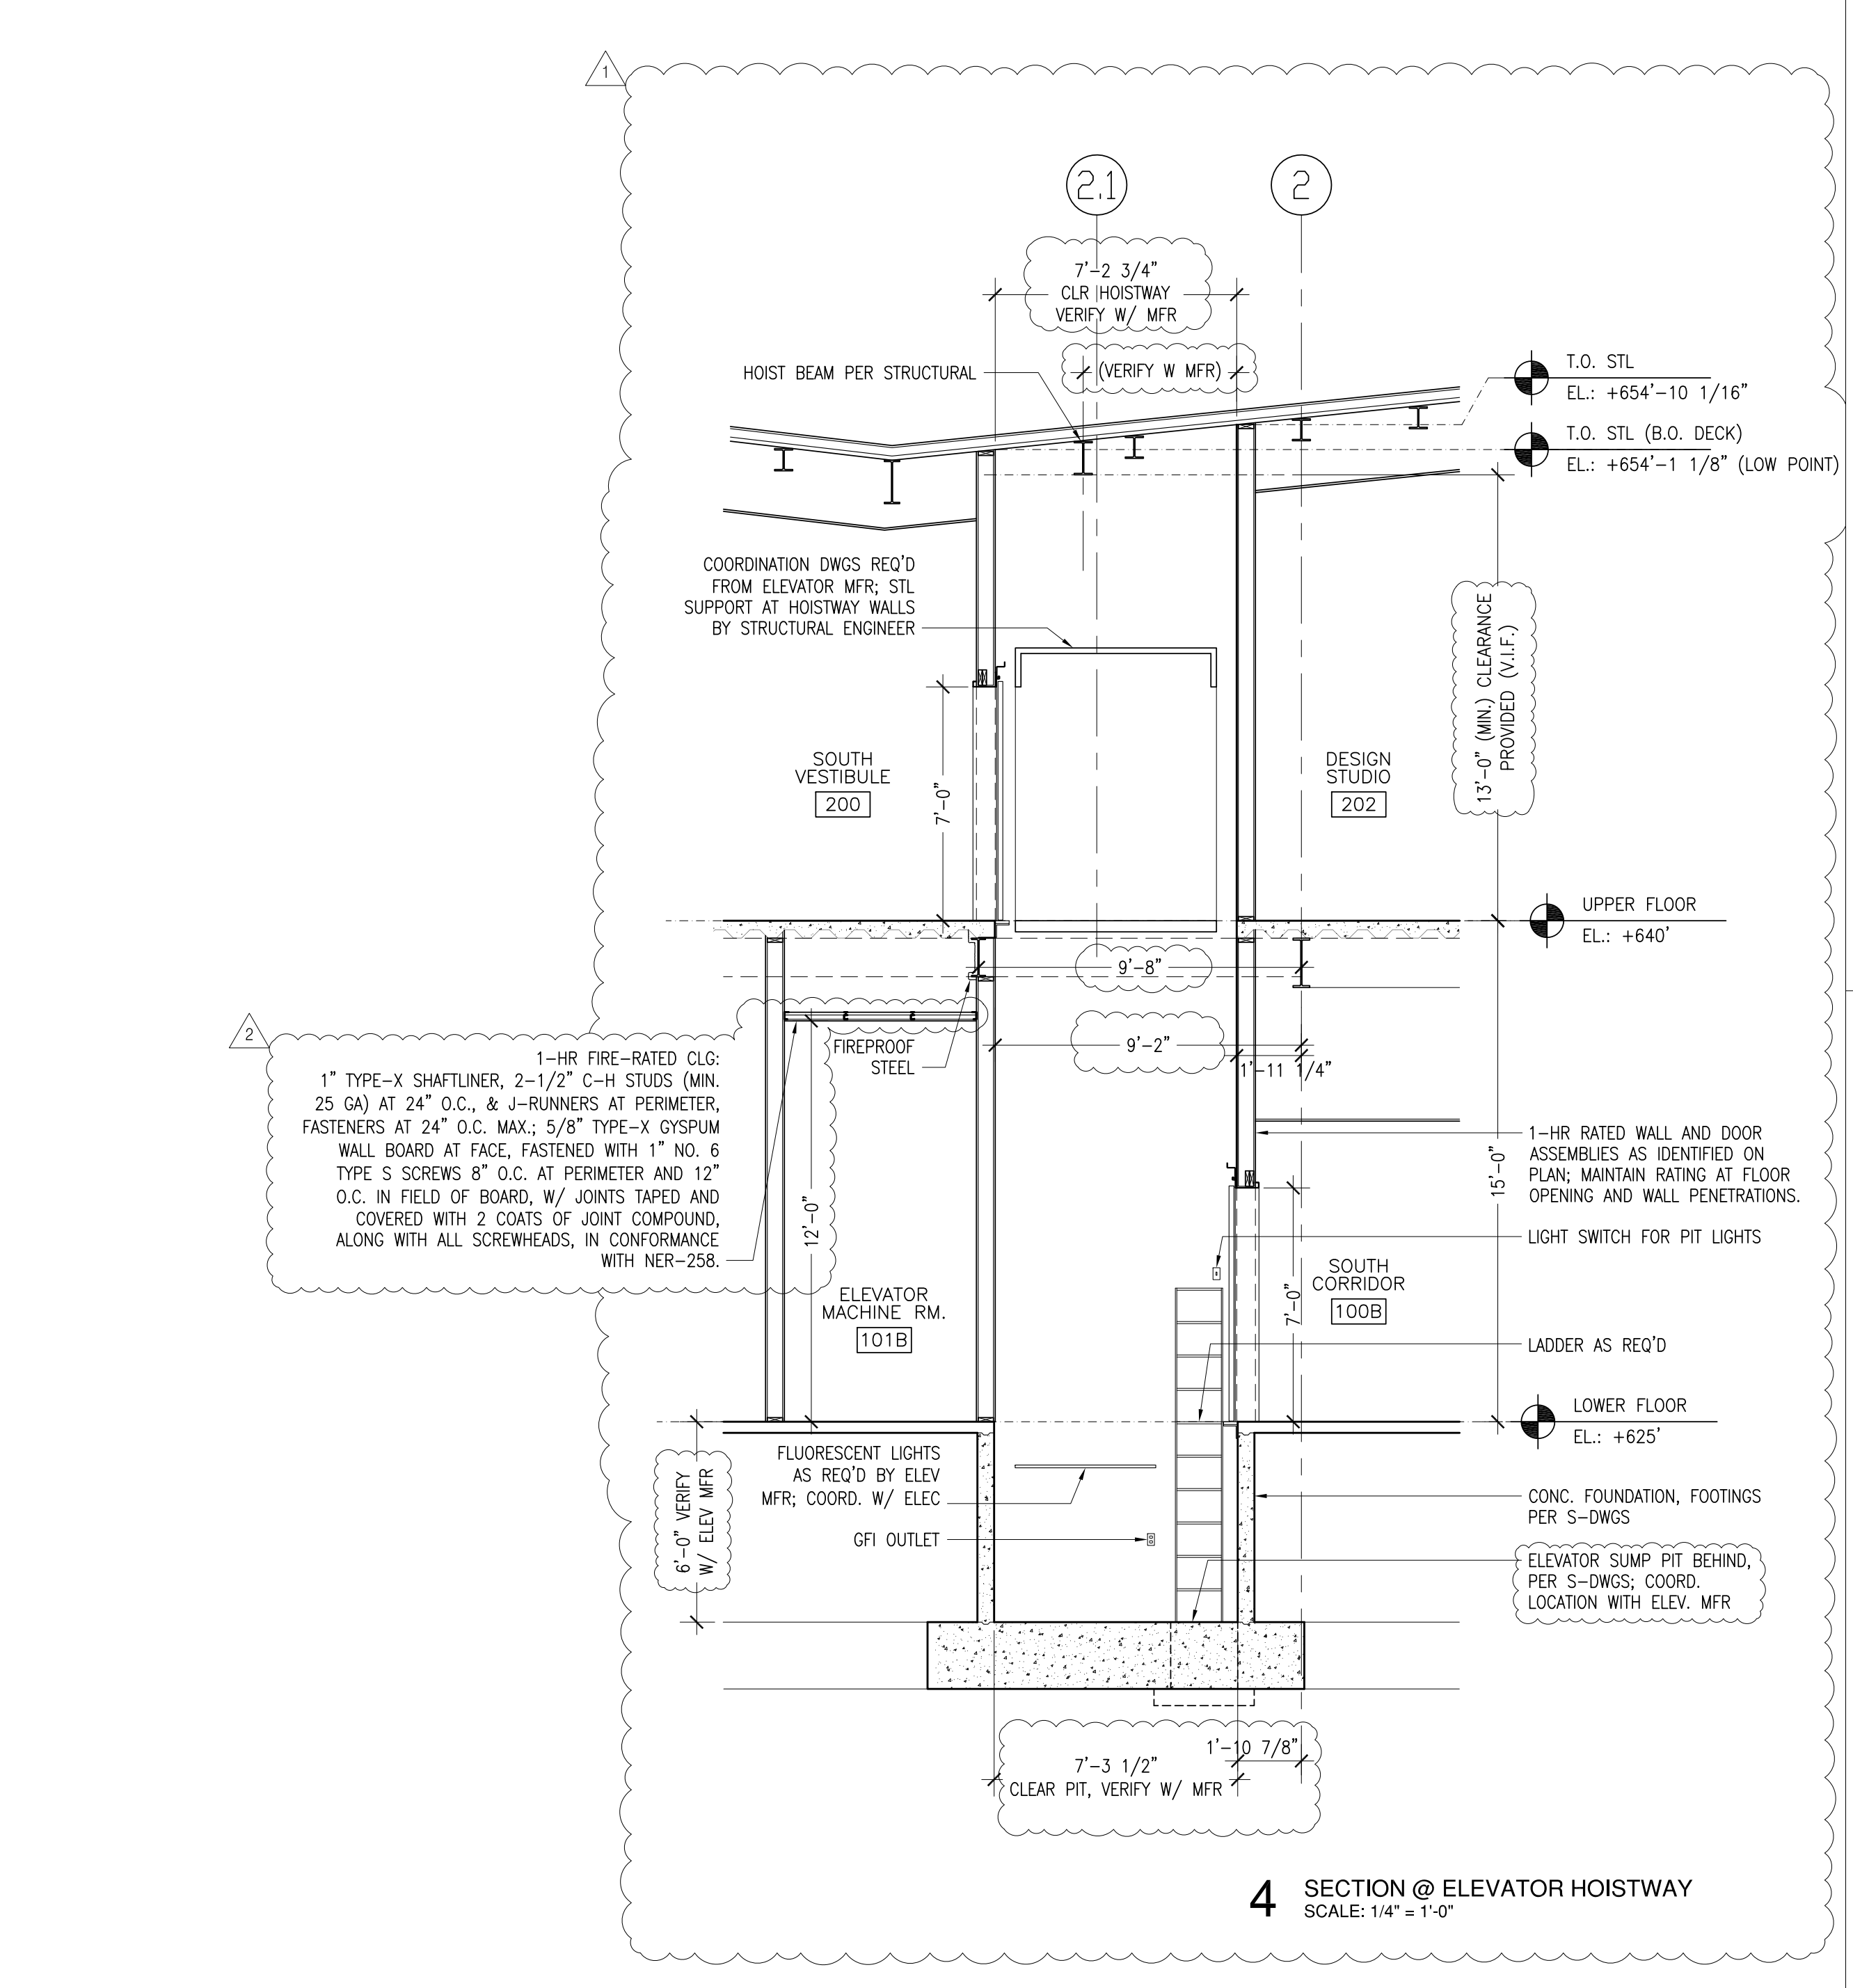 1
2.1
2
7'-2 3/4"
CLR HOISTWAY
VERIFY W/ MFR
HOIST BEAM PER STRUCTURAL
(VERIFY W MFR)
T.O. STL
EL.: +654'-10 1/16"
T.O. STL (B.O. DECK)
EL.: +654'-1 1/8" (LOW POINT)
COORDINATION DWGS REQ'D
FROM ELEVATOR MFR; STL
SUPPORT AT HOISTWAY WALLS
BY STRUCTURAL ENGINEER
13'-0" (MIN.) CLEARANCE
PROVIDED (V.I.F.)
SOUTH
VESTIBULE
200
7'-0"
DESIGN
STUDIO
202
UPPER FLOOR
EL.: +640'
9'-8"
2
1-HR FIRE-RATED CLG:
1" TYPE-X SHAFTLINER, 2-1/2" C-H STUDS (MIN.
25 GA) AT 24" O.C., & J-RUNNERS AT PERIMETER,
FASTENERS AT 24" O.C. MAX.; 5/8" TYPE-X GYSPUM
WALL BOARD AT FACE, FASTENED WITH 1" NO. 6
TYPE S SCREWS 8" O.C. AT PERIMETER AND 12"
O.C. IN FIELD OF BOARD, W/ JOINTS TAPED AND
COVERED WITH 2 COATS OF JOINT COMPOUND,
ALONG WITH ALL SCREWHEADS, IN CONFORMANCE
WITH NER-258.
FIREPROOF
STEEL
9'-2"
1'-11 1/4"
12'-0"
15'-0"
1-HR RATED WALL AND DOOR
ASSEMBLIES AS IDENTIFIED ON
PLAN; MAINTAIN RATING AT FLOOR
OPENING AND WALL PENETRATIONS.
LIGHT SWITCH FOR PIT LIGHTS
ELEVATOR
MACHINE RM.
101B
7'-0"
SOUTH
CORRIDOR
100B
LADDER AS REQ'D
LOWER FLOOR
EL.: +625'
6'-0" VERIFY
W/ ELEV MFR
FLUORESCENT LIGHTS
AS REQ'D BY ELEV
MFR; COORD. W/ ELEC
GFI OUTLET
CONC. FOUNDATION, FOOTINGS
PER S-DWGS
ELEVATOR SUMP PIT BEHIND,
PER S-DWGS; COORD.
LOCATION WITH ELEV. MFR
1'-10 7/8"
7'-3 1/2"
CLEAR PIT, VERIFY W/ MFR
4 SECTION @ ELEVATOR HOISTWAY
SCALE: 1/4" = 1'-0"